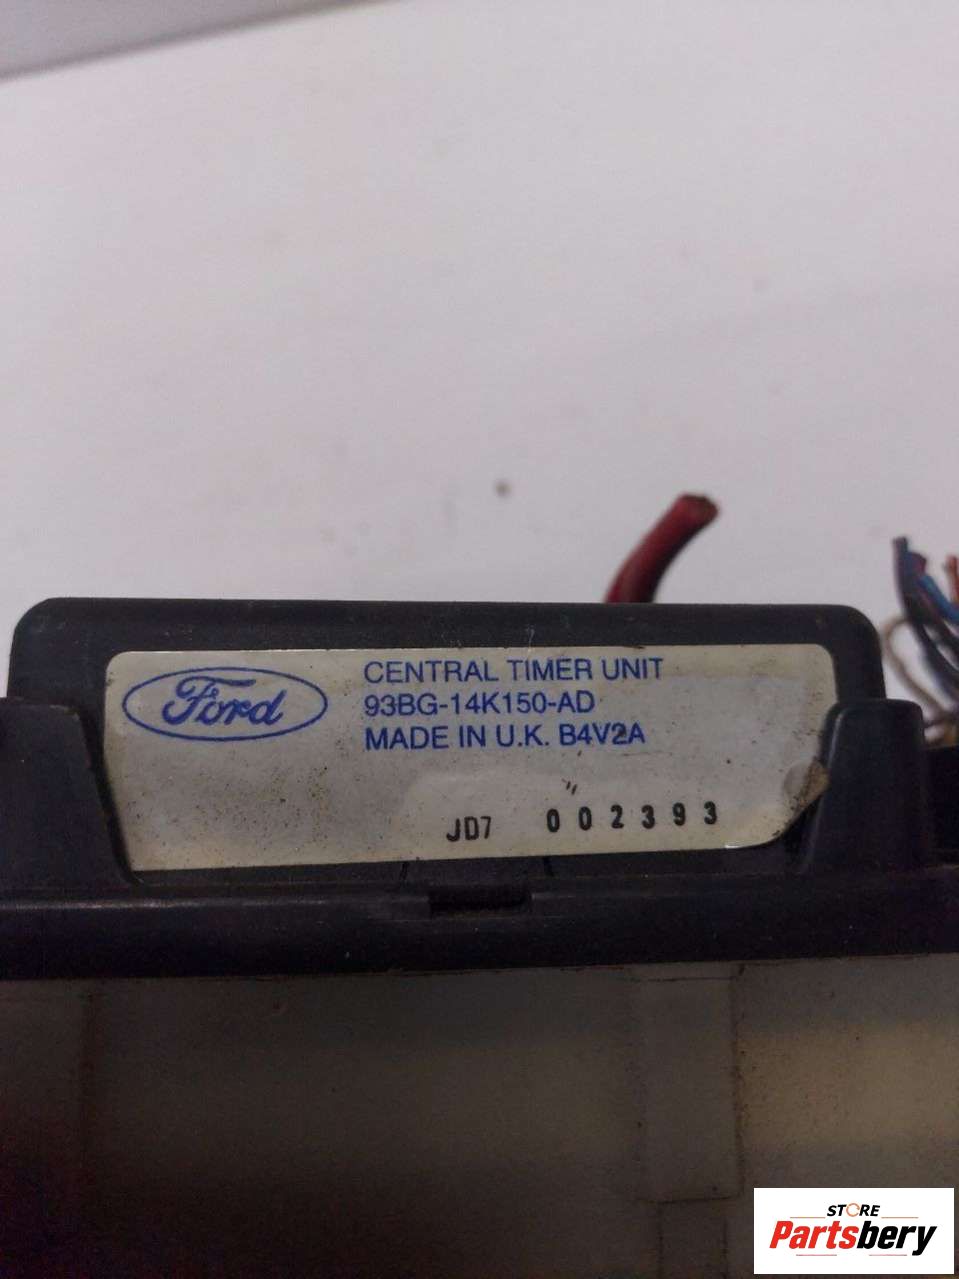 Ford
CENTRAL TIMER UNIT
93BG-14K150-AD
MADE IN U.K. B4V2A
JD7 002393
STORE
Partsbery